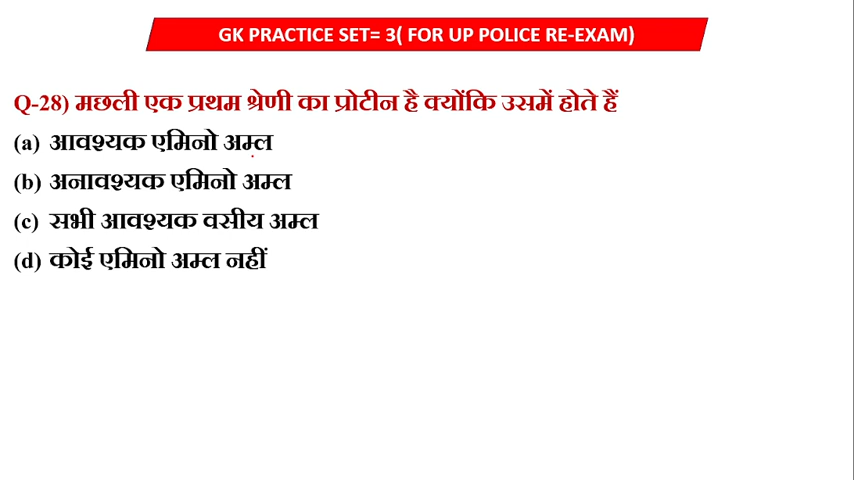 GK PRACTICE SET= 3( FOR UP POLICE RE-EXAM)
Q-28) मछली एक प्रथम श्रेणी का प्रोटीन है क्योंकि उसमें होते हैं
(a) आवश्यक एमिनो अम्ल
(b) अनावश्यक एमिनो अम्ल
(c) सभी आवश्यक वसीय अम्ल
(d) कोई एमिनो अम्ल नहीं